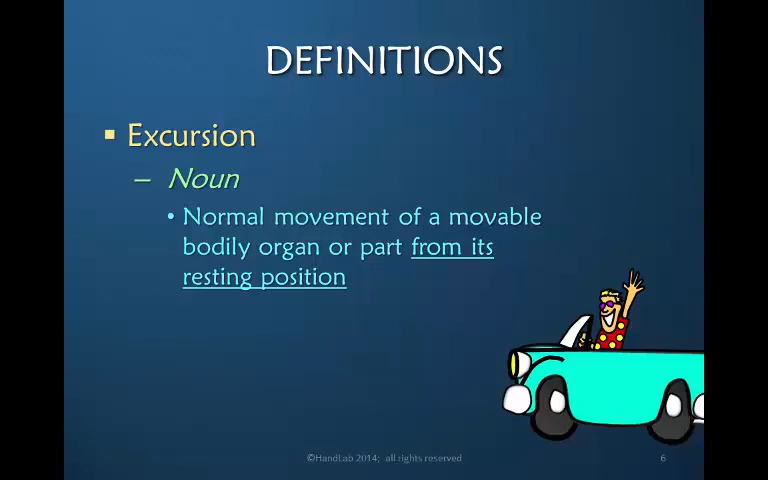 DEFINITIONS
▪ Excursion
– Noun
• Normal movement of a movable
bodily organ or part from its
resting position
©HandLab 2014; all rights reserved
6